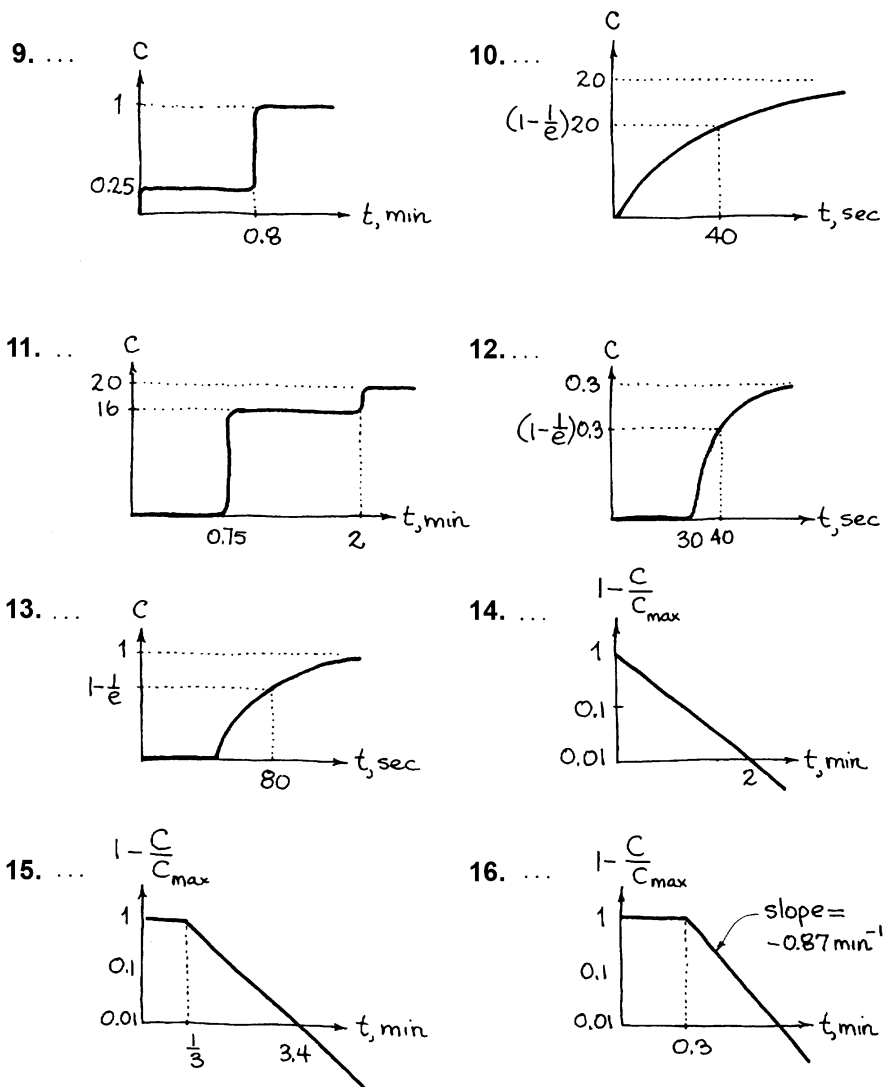 9. ...
C
1
0.25
0.8
t, min
10. ...
C
20
(1-1/e)20
40
t, sec
11. ..
C
20
16
0.75
2
t, min
12. ...
C
0.3
(1-1/e)0.3
30 40
t, sec
13. ...
C
1
1-1/e
80
t, sec
14. ...
1 - C/Cmax
1
0.1
0.01
2
t, min
15. ...
1 - C/Cmax
1
0.1
0.01
1/3
3.4
t, min
16. ...
1 - C/Cmax
1
0.1
0.01
slope=
-0.87 min⁻¹
0.3
t, min